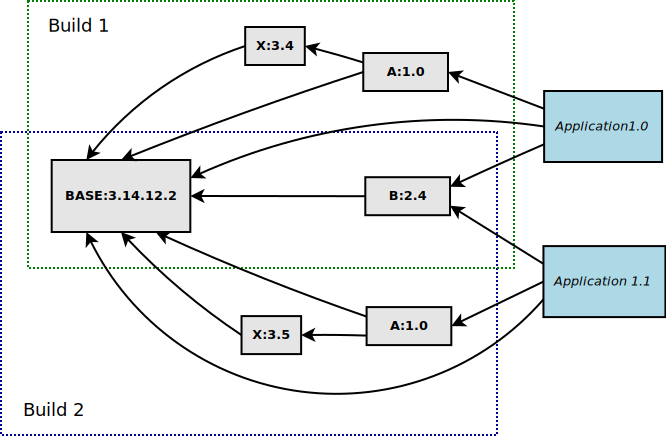 Build 1
X:3.4
A:1.0
Application1.0
BASE:3.14.12.2
B:2.4
Application 1.1
X:3.5
A:1.0
Build 2